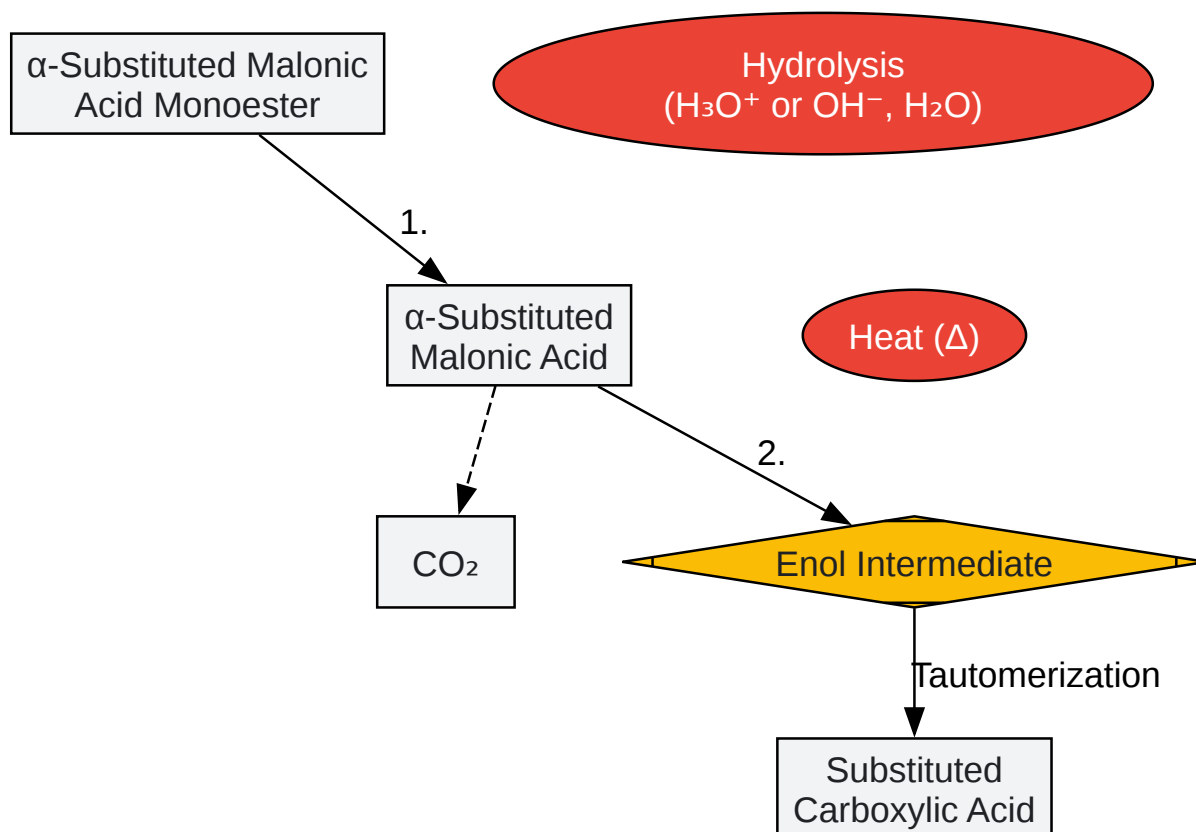 α-Substituted Malonic
Acid Monoester
Hydrolysis
(H₃O⁺ or OH⁻, H₂O)
1.
α-Substituted
Malonic Acid
Heat (Δ)
2.
CO₂
Enol Intermediate
Tautomerization
Substituted
Carboxylic Acid